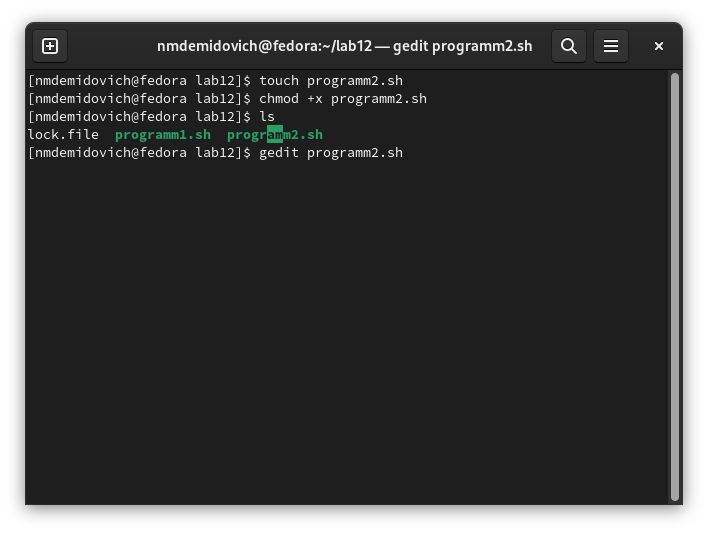 nmdemidovich@fedora:~/lab12 — gedit programm2.sh
[nmdemidovich@fedora lab12]$ touch programm2.sh
[nmdemidovich@fedora lab12]$ chmod +x programm2.sh
[nmdemidovich@fedora lab12]$ ls
lock.file  programm1.sh  programm2.sh
[nmdemidovich@fedora lab12]$ gedit programm2.sh